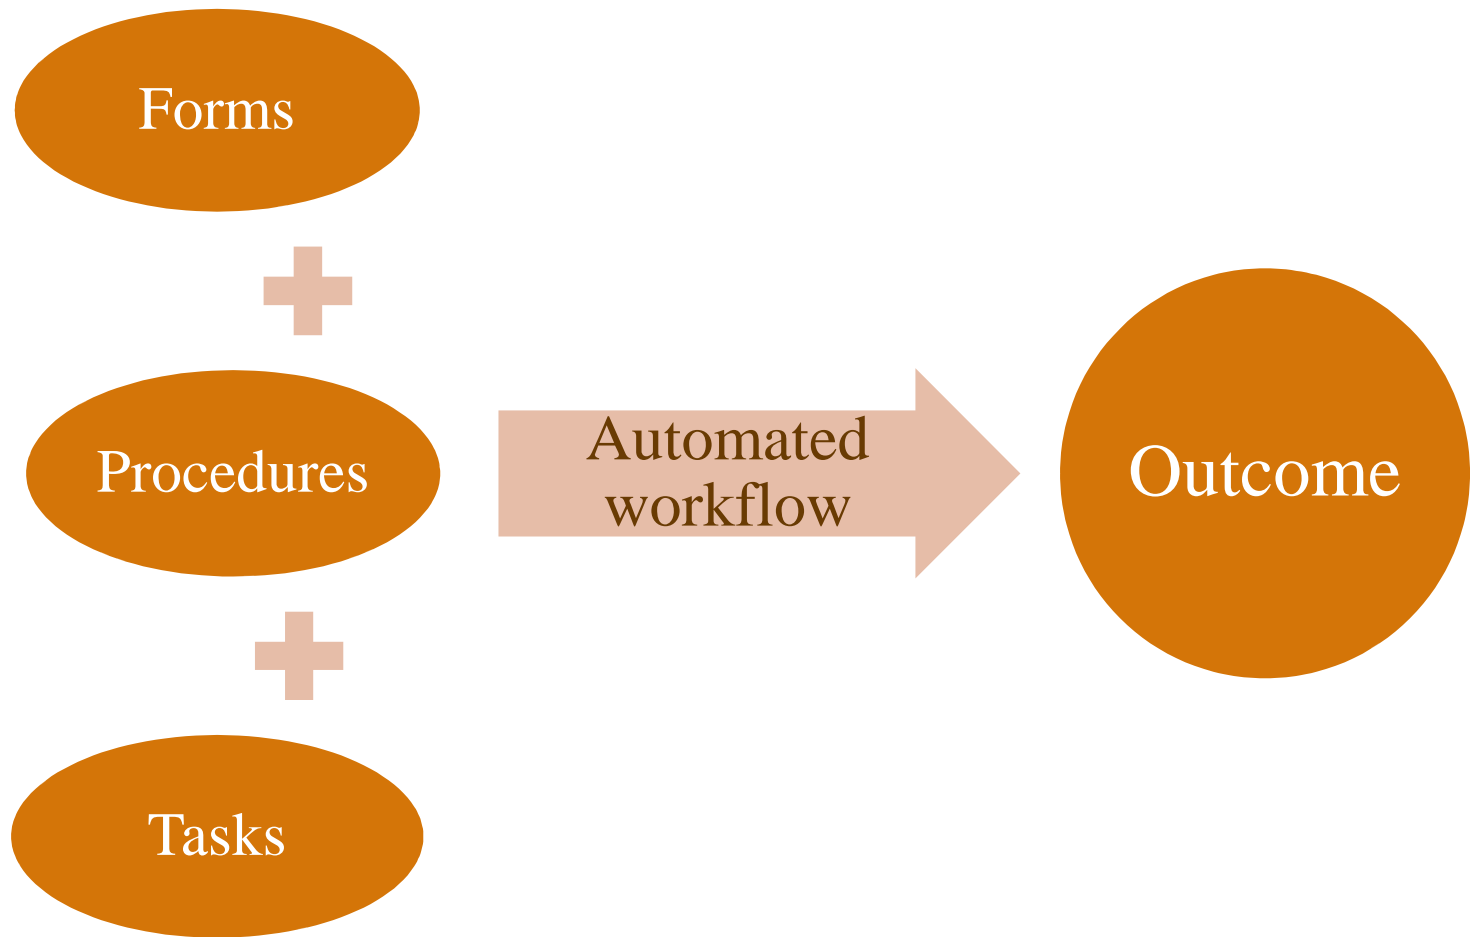 Forms
Procedures
Tasks
Automated
workflow
Outcome